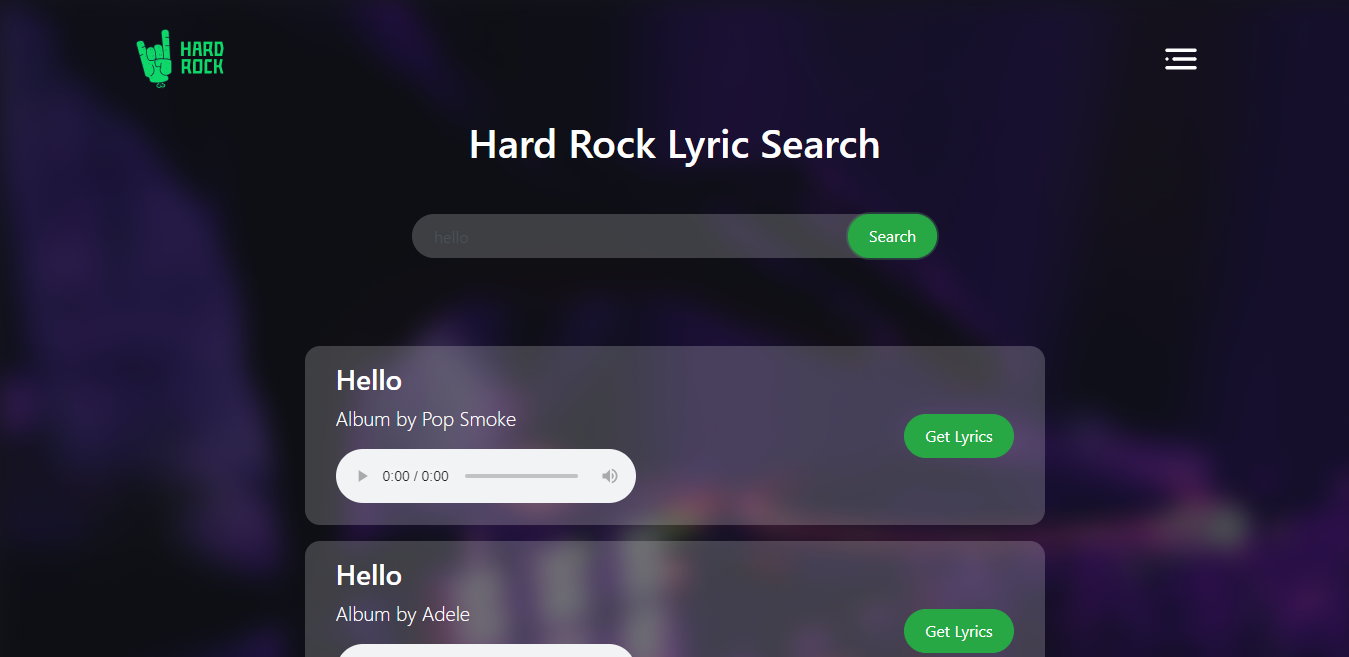 HARD
ROCK
Hard Rock Lyric Search
hello
Search
Hello
Album by Pop Smoke
Get Lyrics
0:00 / 0:00
Hello
Album by Adele
Get Lyrics